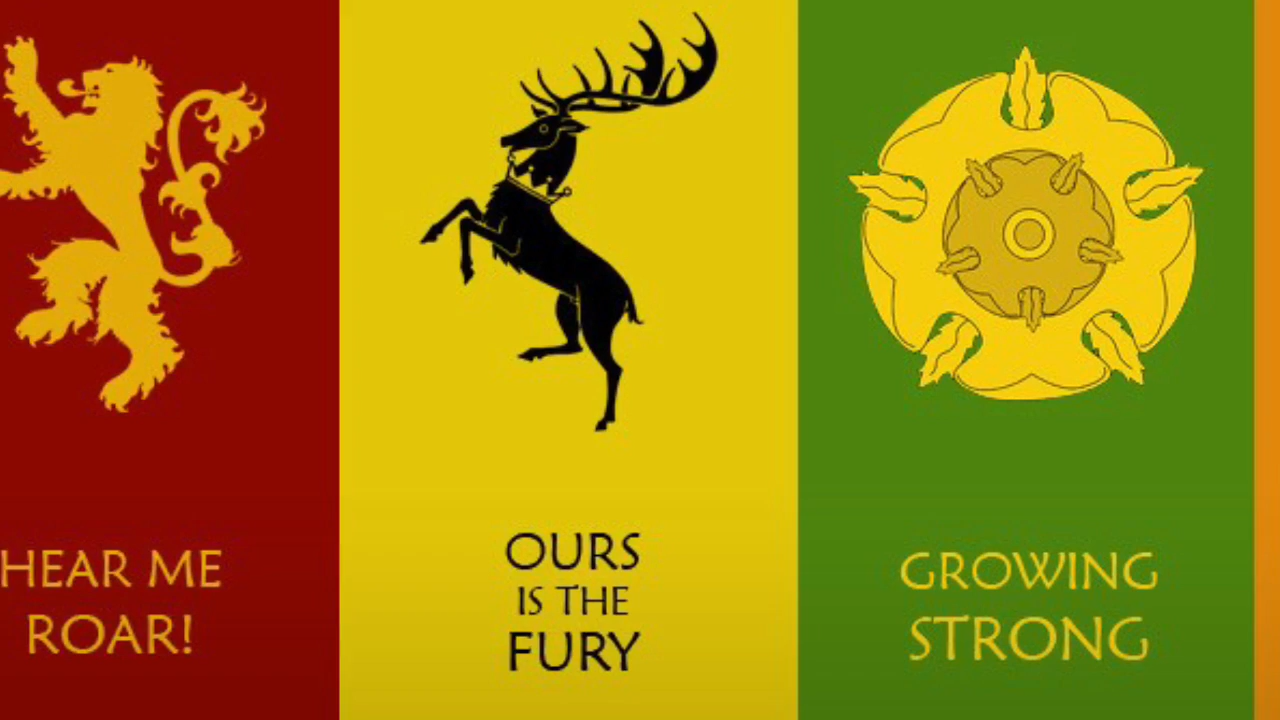 HEAR ME
ROAR!
OURS
IS THE
FURY
GROWING
STRONG